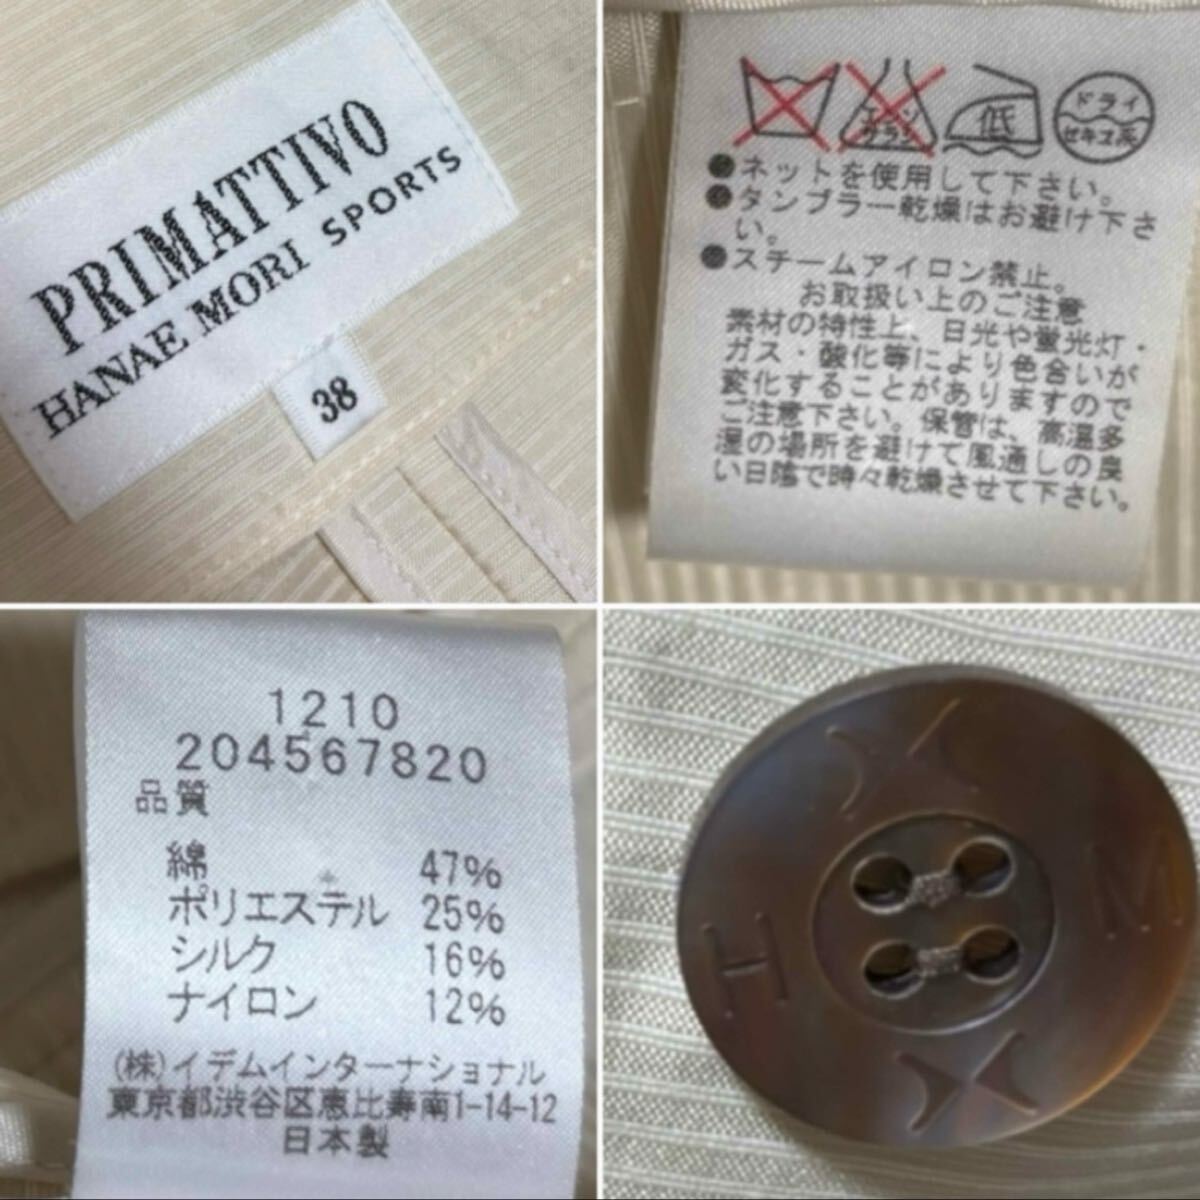 PRIMATTIVO
HANAE MORI SPORTS
38
エンソ
サラシ
低
ドライ
セキユ系
●ネットを使用して下さい。
●タンブラー乾燥はお避け下さ
い。
●スチームアイロン禁止。
お取扱い上のご注意
素材の特性上、日光や蛍光灯・
ガス・酸化等により色合いが
変化することがありますので
ご注意下さい。保管は、高温多
湿の場所を避けて風通しの良
い日陰で時々乾燥させて下さい。
1210
204567820
品質
綿 47%
ポリエステル 25%
シルク 16%
ナイロン 12%
(株)イデムインターナショナル
東京都渋谷区恵比寿南1-14-12
日本製
H M